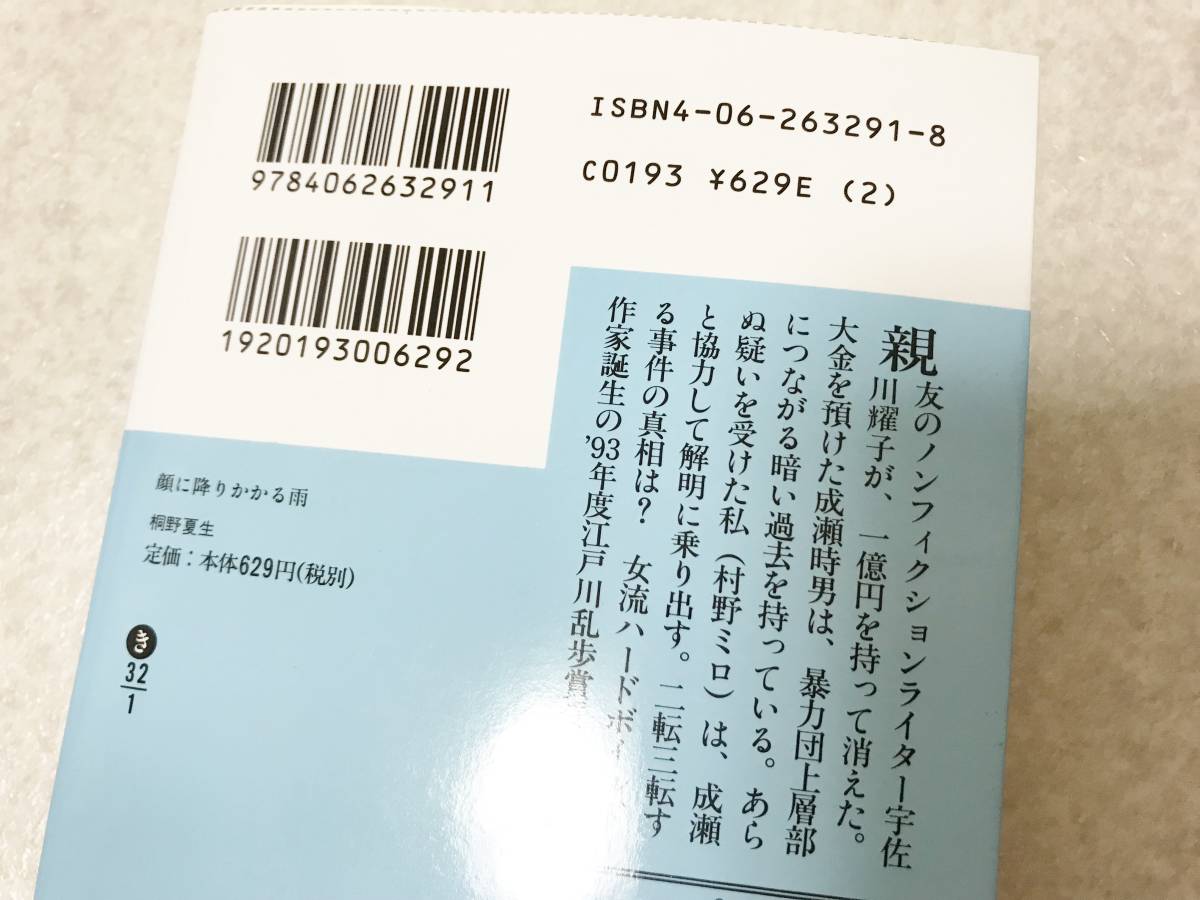 9784062632911
ISBN4-06-263291-8
C0193 ¥629E (2)
1920193006292
親友のノンフィクションライター宇佐
川耀子が、一億円を持って消えた。
大金を預けた成瀬時男は、暴力団上層部
につながる暗い過去を持っている。あら
ぬ疑いを受けた私（村野ミロ）は、成瀬
と協力して解明に乗り出す。二転三転す
る事件の真相は？　女流ハードボ
作家誕生の'93年度江戸川乱歩賞
顔に降りかかる雨
桐野夏生
定価：本体629円(税別)
き
32
1